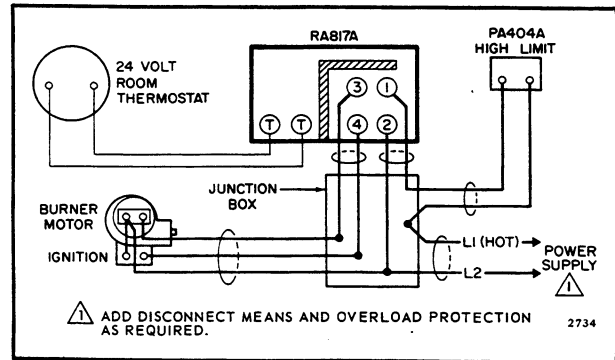 RA817A
PA404A
HIGH LIMIT
24 VOLT
ROOM
THERMOSTAT
3 1
T T 4 2
JUNCTION
BOX
BURNER
MOTOR
IGNITION
L1 (HOT)
L2
POWER
SUPPLY
1
1 ADD DISCONNECT MEANS AND OVERLOAD PROTECTION
AS REQUIRED.
2734